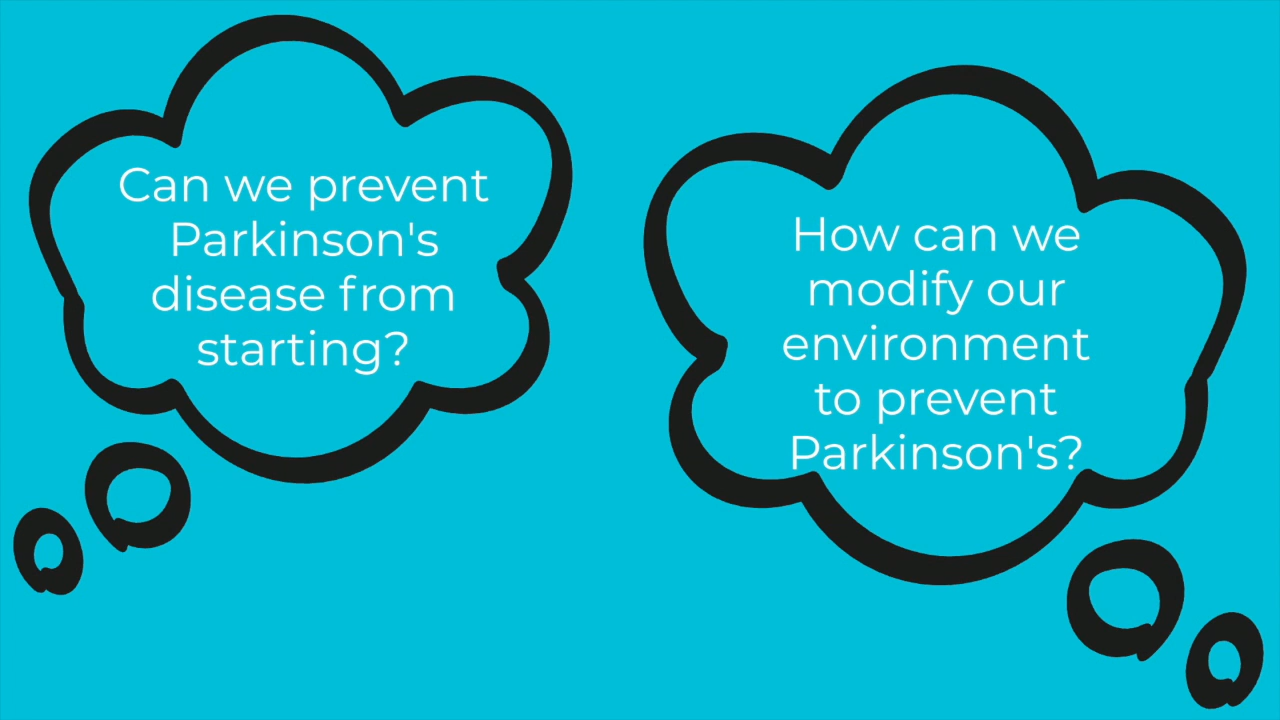 Can we prevent
Parkinson's
disease from
starting?
How can we
modify our
environment
to prevent
Parkinson's?